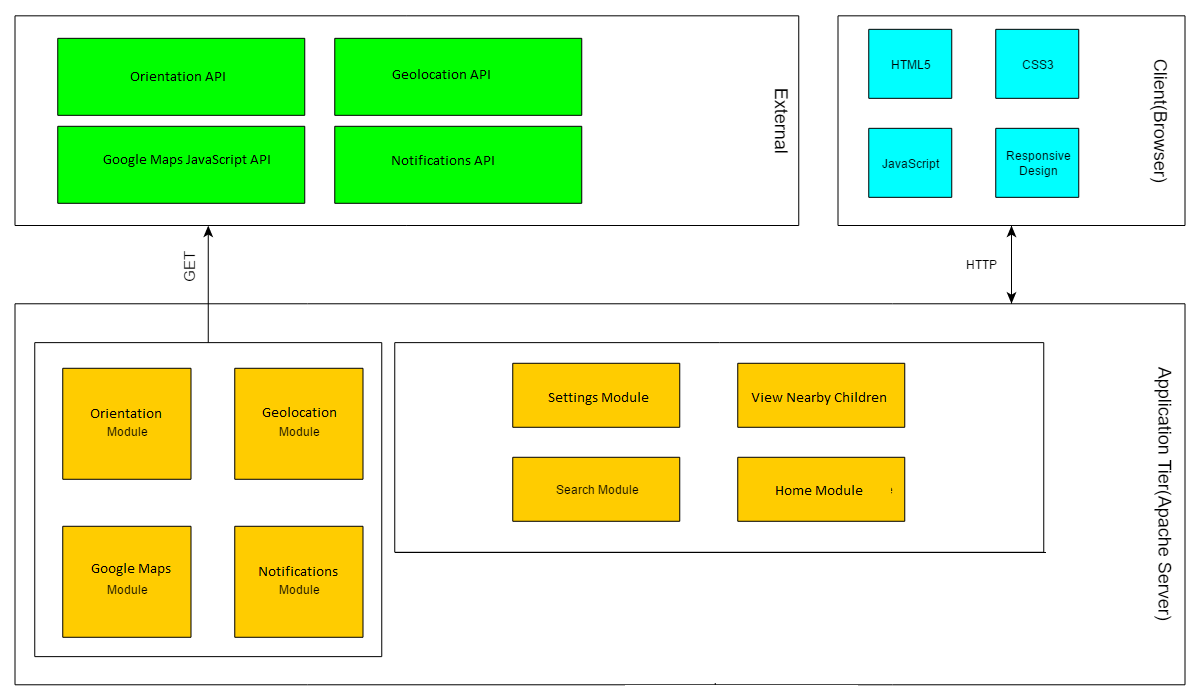 Orientation API
Geolocation API
Google Maps JavaScript API
Notifications API
External
HTML5
CSS3
JavaScript
Responsive
Design
Client(Browser)
GET
HTTP
Orientation
Module
Geolocation
Module
Google Maps
Module
Notifications
Module
Settings Module
View Nearby Children
Search Module
Home Module
Application Tier(Apache Server)